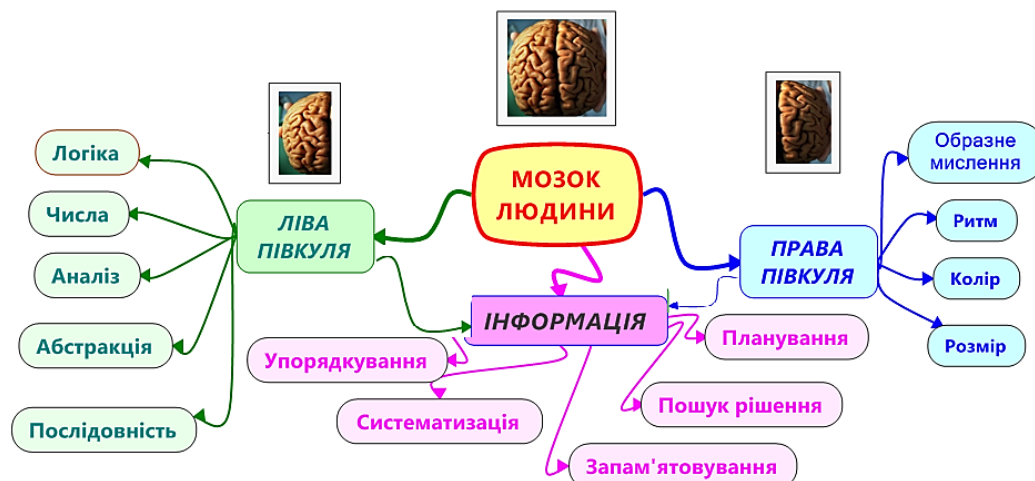 МОЗОК
ЛЮДИНИ
ЛІВА
ПІВКУЛЯ
Логіка
Числа
Аналіз
Абстракція
Послідовність
ПРАВА
ПІВКУЛЯ
Образне
мислення
Ритм
Колір
Розмір
ІНФОРМАЦІЯ
Упорядкування
Систематизація
Запам'ятовування
Пошук рішення
Планування